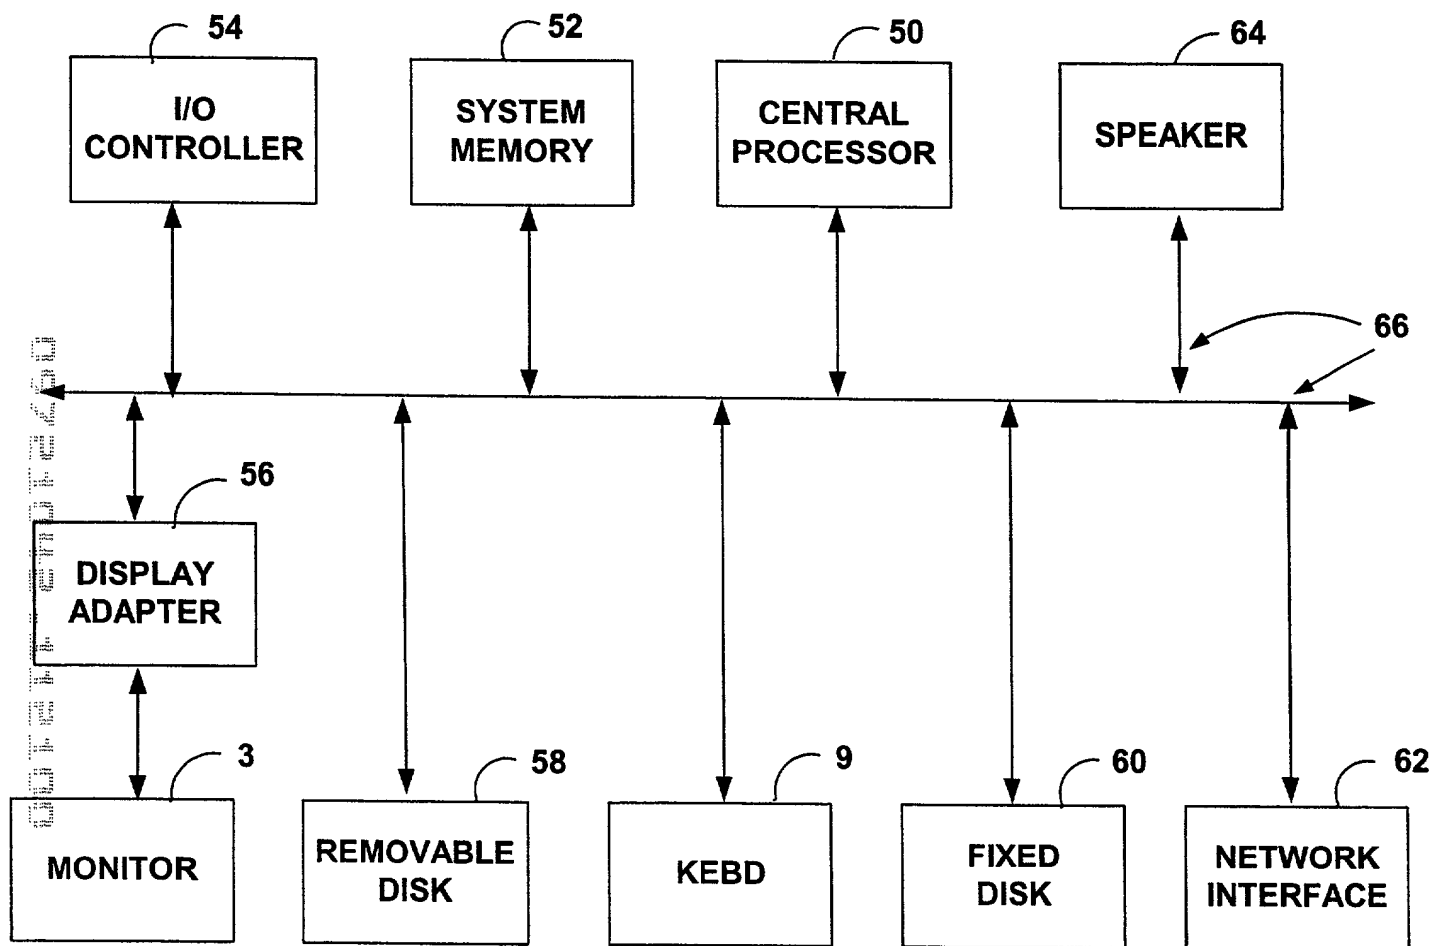 54
52
50
64
I/O
CONTROLLER
SYSTEM
MEMORY
CENTRAL
PROCESSOR
SPEAKER
66
56
DISPLAY
ADAPTER
3
58
9
60
62
MONITOR
REMOVABLE
DISK
KEBD
FIXED
DISK
NETWORK
INTERFACE